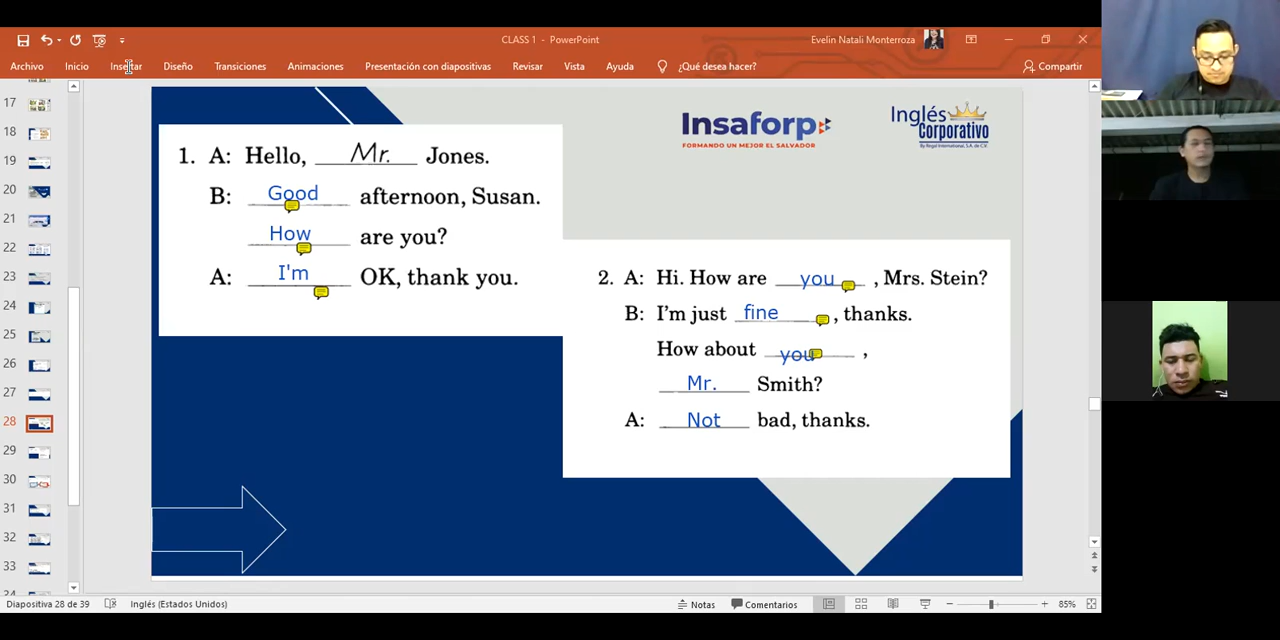 CLASS 1 - PowerPoint
Evelin Natali Monterroza
Archivo Inicio Insertar Diseño Transiciones Animaciones Presentación con diapositivas Revisar Vista Ayuda ¿Qué desea hacer? Compartir
17
18
19
20
21
22
23
24
25
26
27
28
29
30
31
32
33
Insaforp
FORMANDO UN MEJOR EL SALVADOR
Inglés
Corporativo
By Regal International, S.A. de C.V.
1. A: Hello, Mr. Jones.
B: Good afternoon, Susan.
How are you?
A: I'm OK, thank you.
2. A: Hi. How are you, Mrs. Stein?
B: I'm just fine, thanks.
How about you,
Mr. Smith?
A: Not bad, thanks.
Diapositiva 28 de 39 Inglés (Estados Unidos) Notas Comentarios 85%